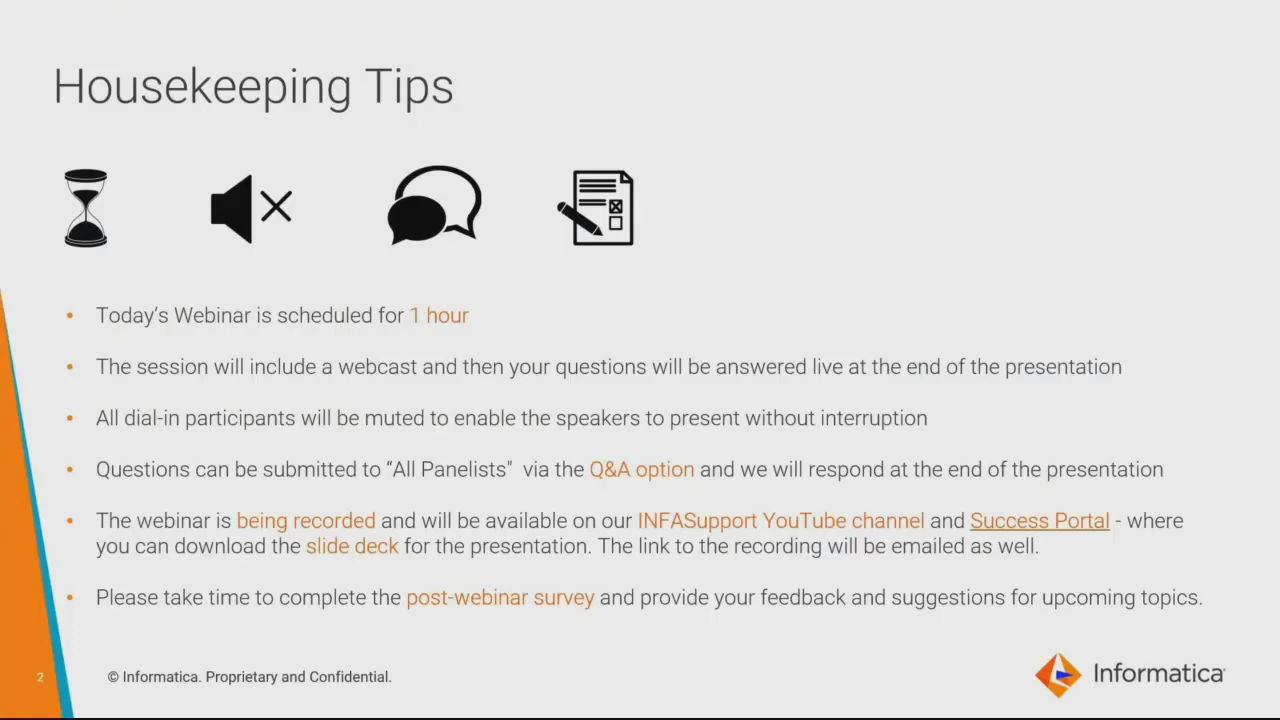 Housekeeping Tips
• Today’s Webinar is scheduled for 1 hour
• The session will include a webcast and then your questions will be answered live at the end of the presentation
• All dial-in participants will be muted to enable the speakers to present without interruption
• Questions can be submitted to “All Panelists"  via the Q&A option and we will respond at the end of the presentation
• The webinar is being recorded and will be available on our INFASupport YouTube channel and Success Portal - where
you can download the slide deck for the presentation. The link to the recording will be emailed as well.
• Please take time to complete the post-webinar survey and provide your feedback and suggestions for upcoming topics.
2
© Informatica. Proprietary and Confidential.
Informatica